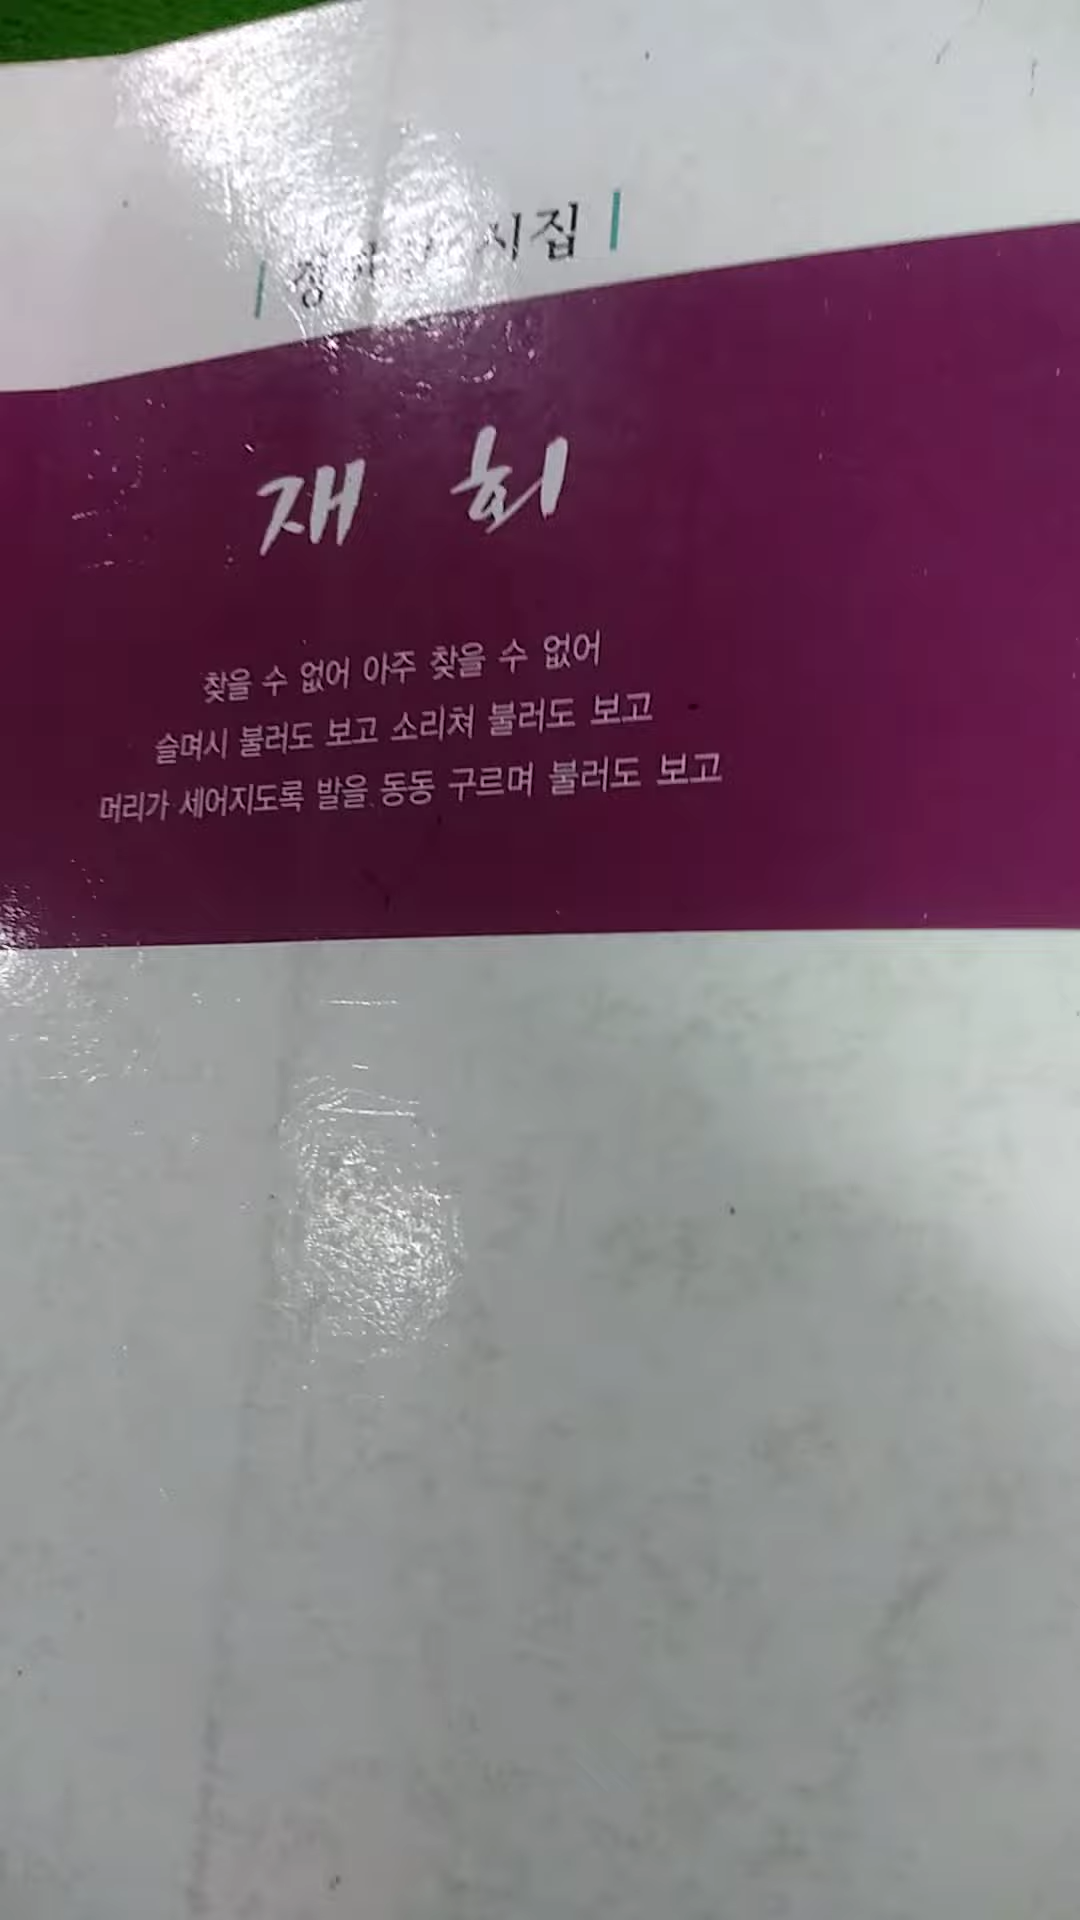 시집
재 회
찾을 수 없어 아주 찾을 수 없어
슬며시 불러도 보고 소리쳐 불러도 보고
머리가 세어지도록 발을 동동 구르며 불러도 보고